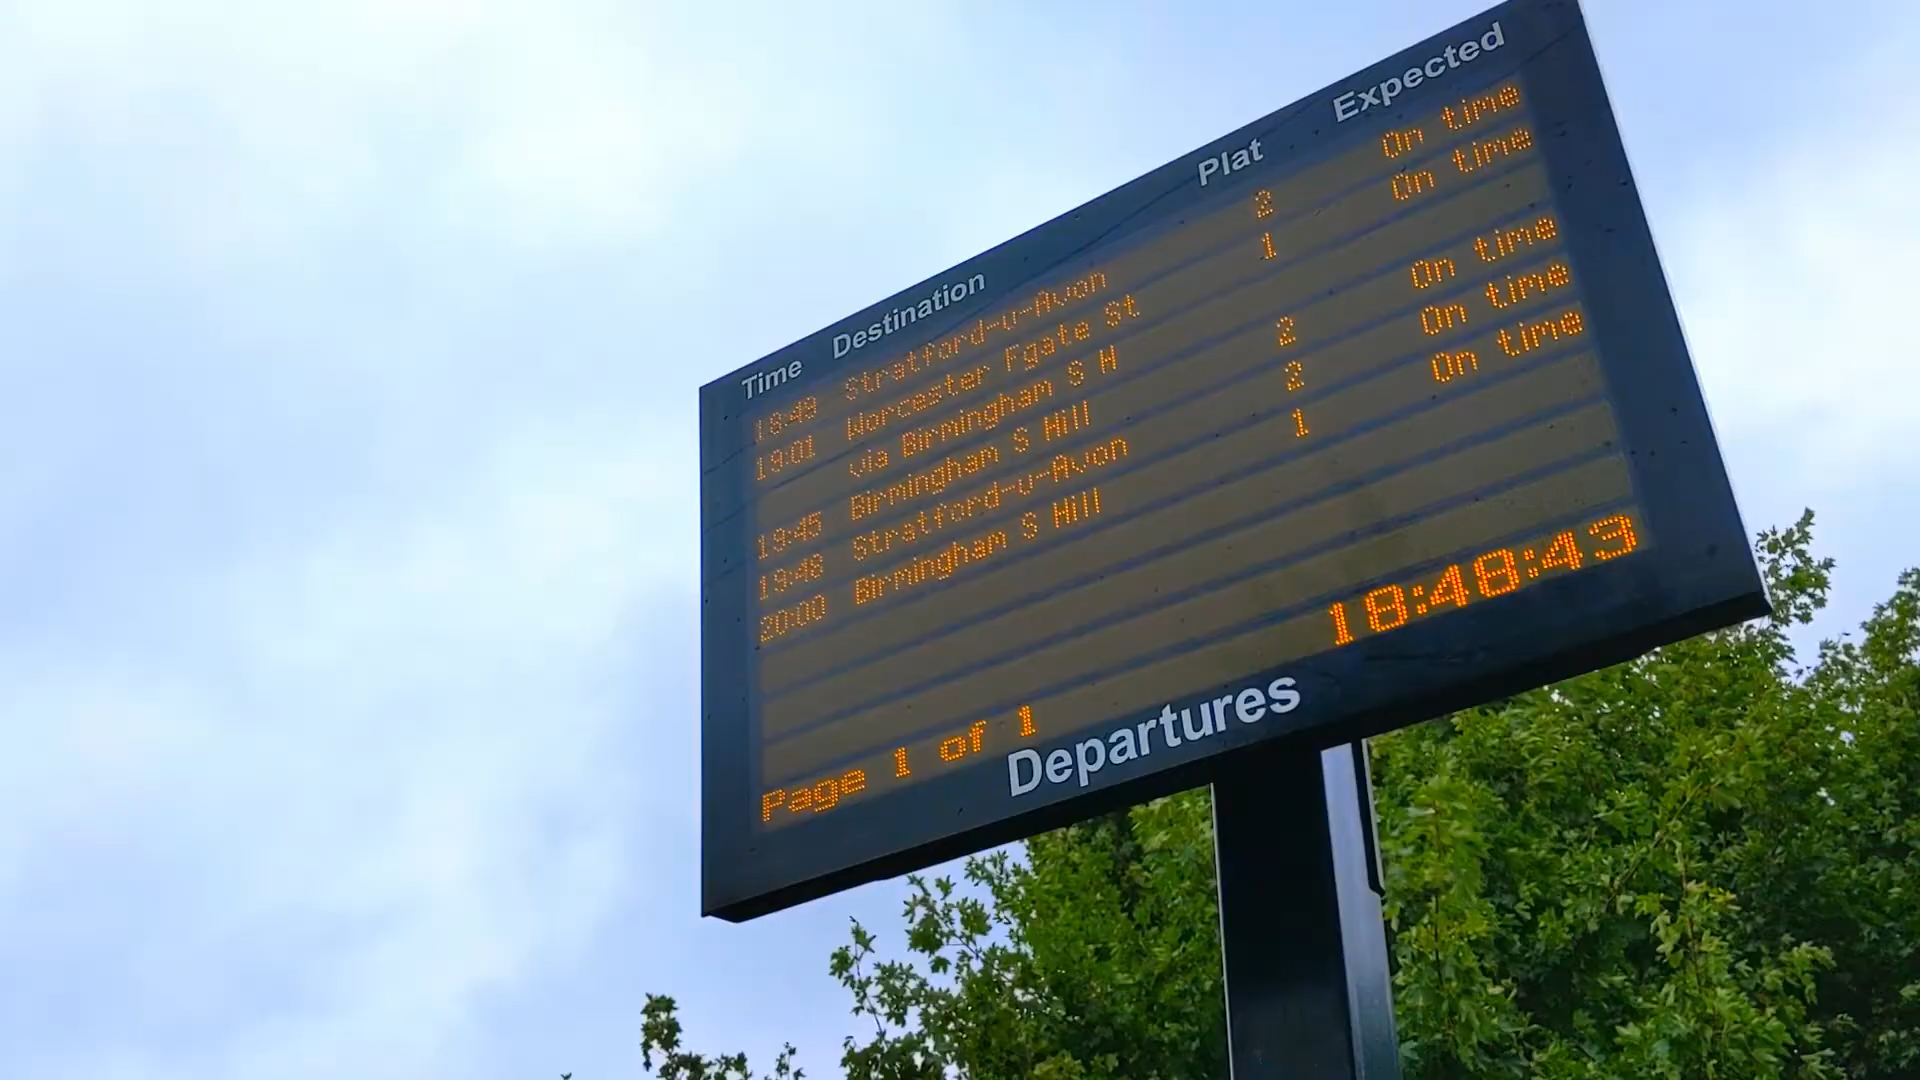 Time Destination Plat Expected
18:49 Stratford-u-Avon 2 On time
19:01 Worcester Fgate St 1 On time
via Birmingham S H
19:45 Birmingham S Hill 2 On time
19:48 Stratford-u-Avon 2 On time
20:00 Birmingham S Hill 1 On time
Page 1 of 1 18:48:43
Departures